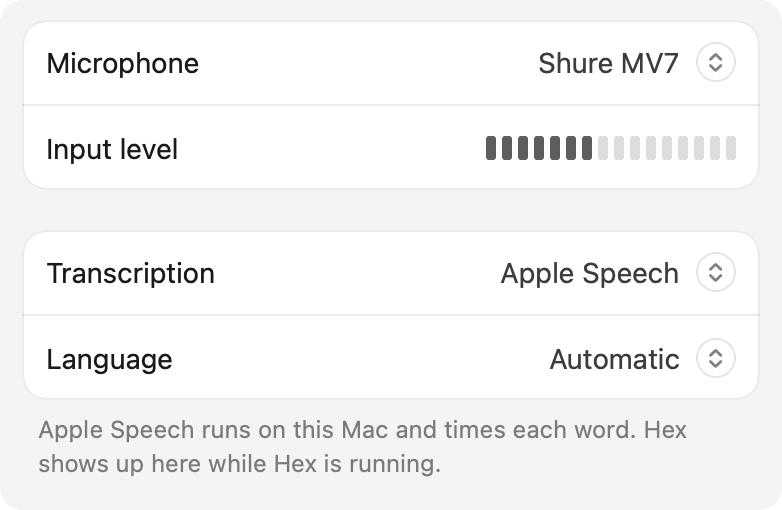 Microphone
Shure MV7
Input level
Transcription
Apple Speech
Language
Automatic
Apple Speech runs on this Mac and times each word. Hex
shows up here while Hex is running.